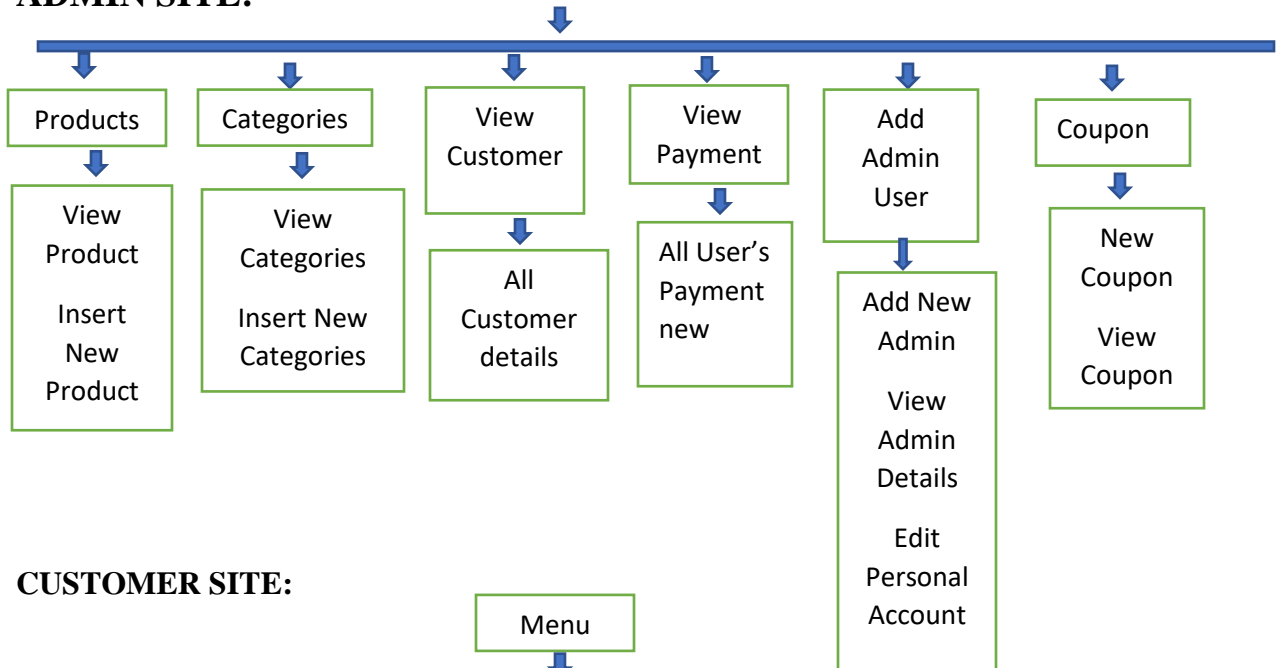 ADMIN SITE:
Products
Categories
View
Customer
View
Payment
Add
Admin
User
Coupon
View
Product
Insert
New
Product
View
Categories
Insert New
Categories
All
Customer
details
All User’s
Payment
new
Add New
Admin
View
Admin
Details
Edit
Personal
Account
New
Coupon
View
Coupon
CUSTOMER SITE:
Menu